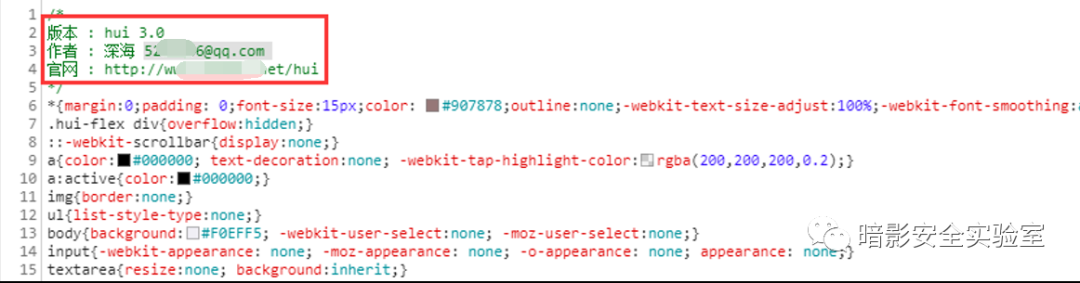 1 /*
2 版本 : hui 3.0
3 作者 : 深海 52 6@qq.com
4 官网 : http://w et/hui
5 */
6 *{margin:0;padding: 0;font-size:15px;color: #907878;outline:none;-webkit-text-size-adjust:100%;-webkit-font-smoothing:a
7 .hui-flex div{overflow:hidden;}
8 ::-webkit-scrollbar{display:none;}
9 a{color:#000000; text-decoration:none; -webkit-tap-highlight-color:rgba(200,200,200,0.2);}
10 a:active{color:#000000;}
11 img{border:none;}
12 ul{list-style-type:none;}
13 body{background:#F0EFF5; -webkit-user-select:none; -moz-user-select:none;}
14 input{-webkit-appearance: none; -moz-appearance: none; -o-appearance: none; appearance: none;}
15 textarea{resize:none; background:inherit;}
暗影安全实验室